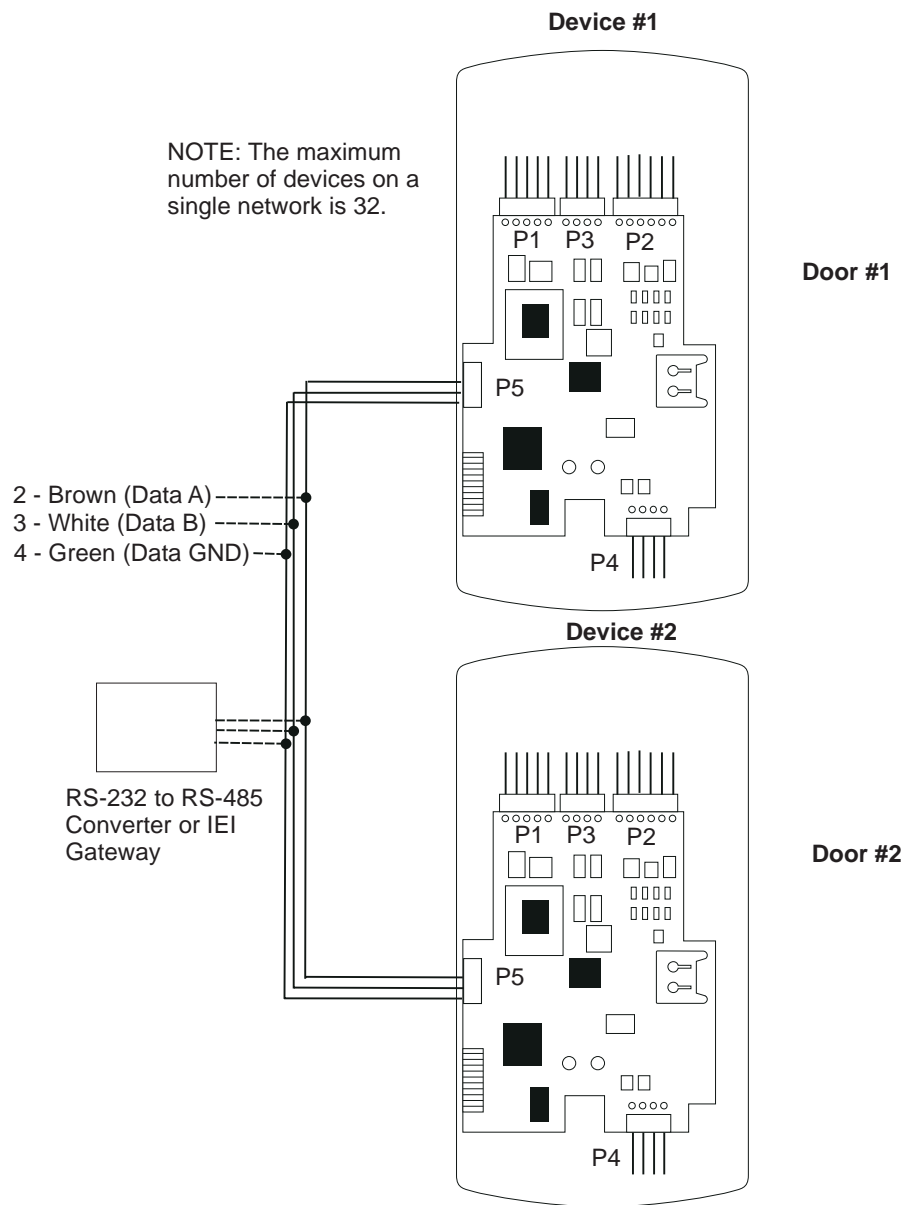 Device #1
NOTE: The maximum
number of devices on a
single network is 32.
P1 P3 P2
Door #1
P5
2 - Brown (Data A)
3 - White (Data B)
4 - Green (Data GND)
P4
Device #2
RS-232 to RS-485
Converter or IEI
Gateway
P1 P3 P2
Door #2
P5
P4